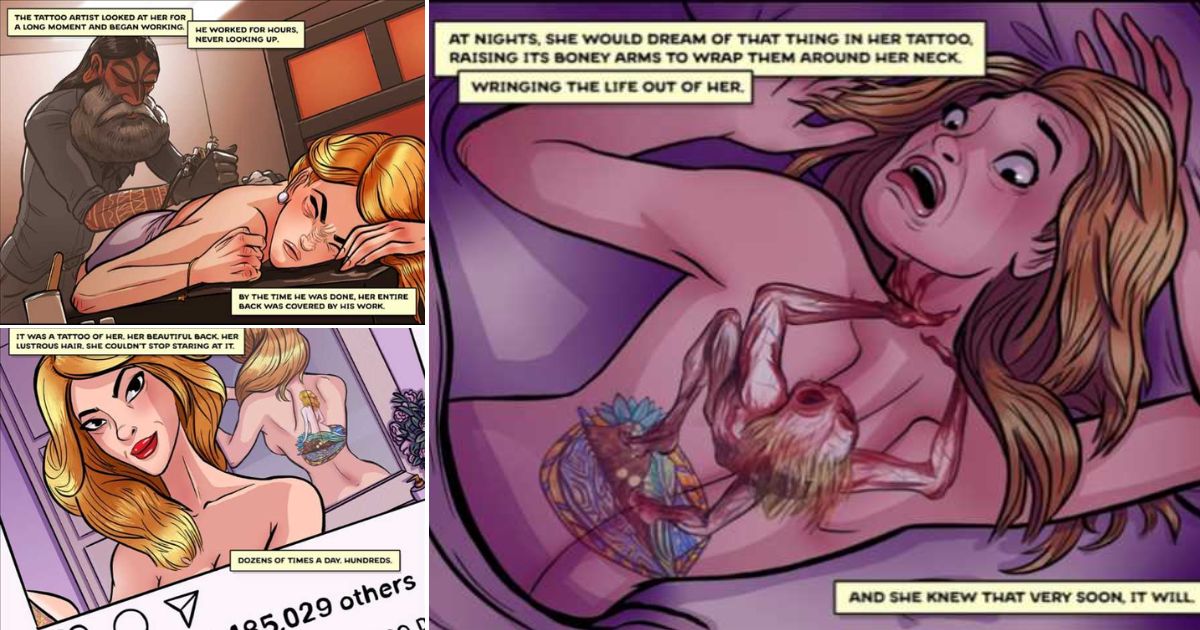 THE TATTOO ARTIST LOOKED AT HER FOR
A LONG MOMENT AND BEGAN WORKING.
HE WORKED FOR HOURS,
NEVER LOOKING UP.
BY THE TIME HE WAS DONE, HER ENTIRE
BACK WAS COVERED BY HIS WORK.
IT WAS A TATTOO OF HER. HER BEAUTIFUL BACK. HER
LUSTROUS HAIR. SHE COULDN'T STOP STARING AT IT.
DOZENS OF TIMES A DAY. HUNDREDS.
485,029 others
AT NIGHTS, SHE WOULD DREAM OF THAT THING IN HER TATTOO,
RAISING ITS BONEY ARMS TO WRAP THEM AROUND HER NECK.
WRINGING THE LIFE OUT OF HER.
AND SHE KNEW THAT VERY SOON, IT WILL.